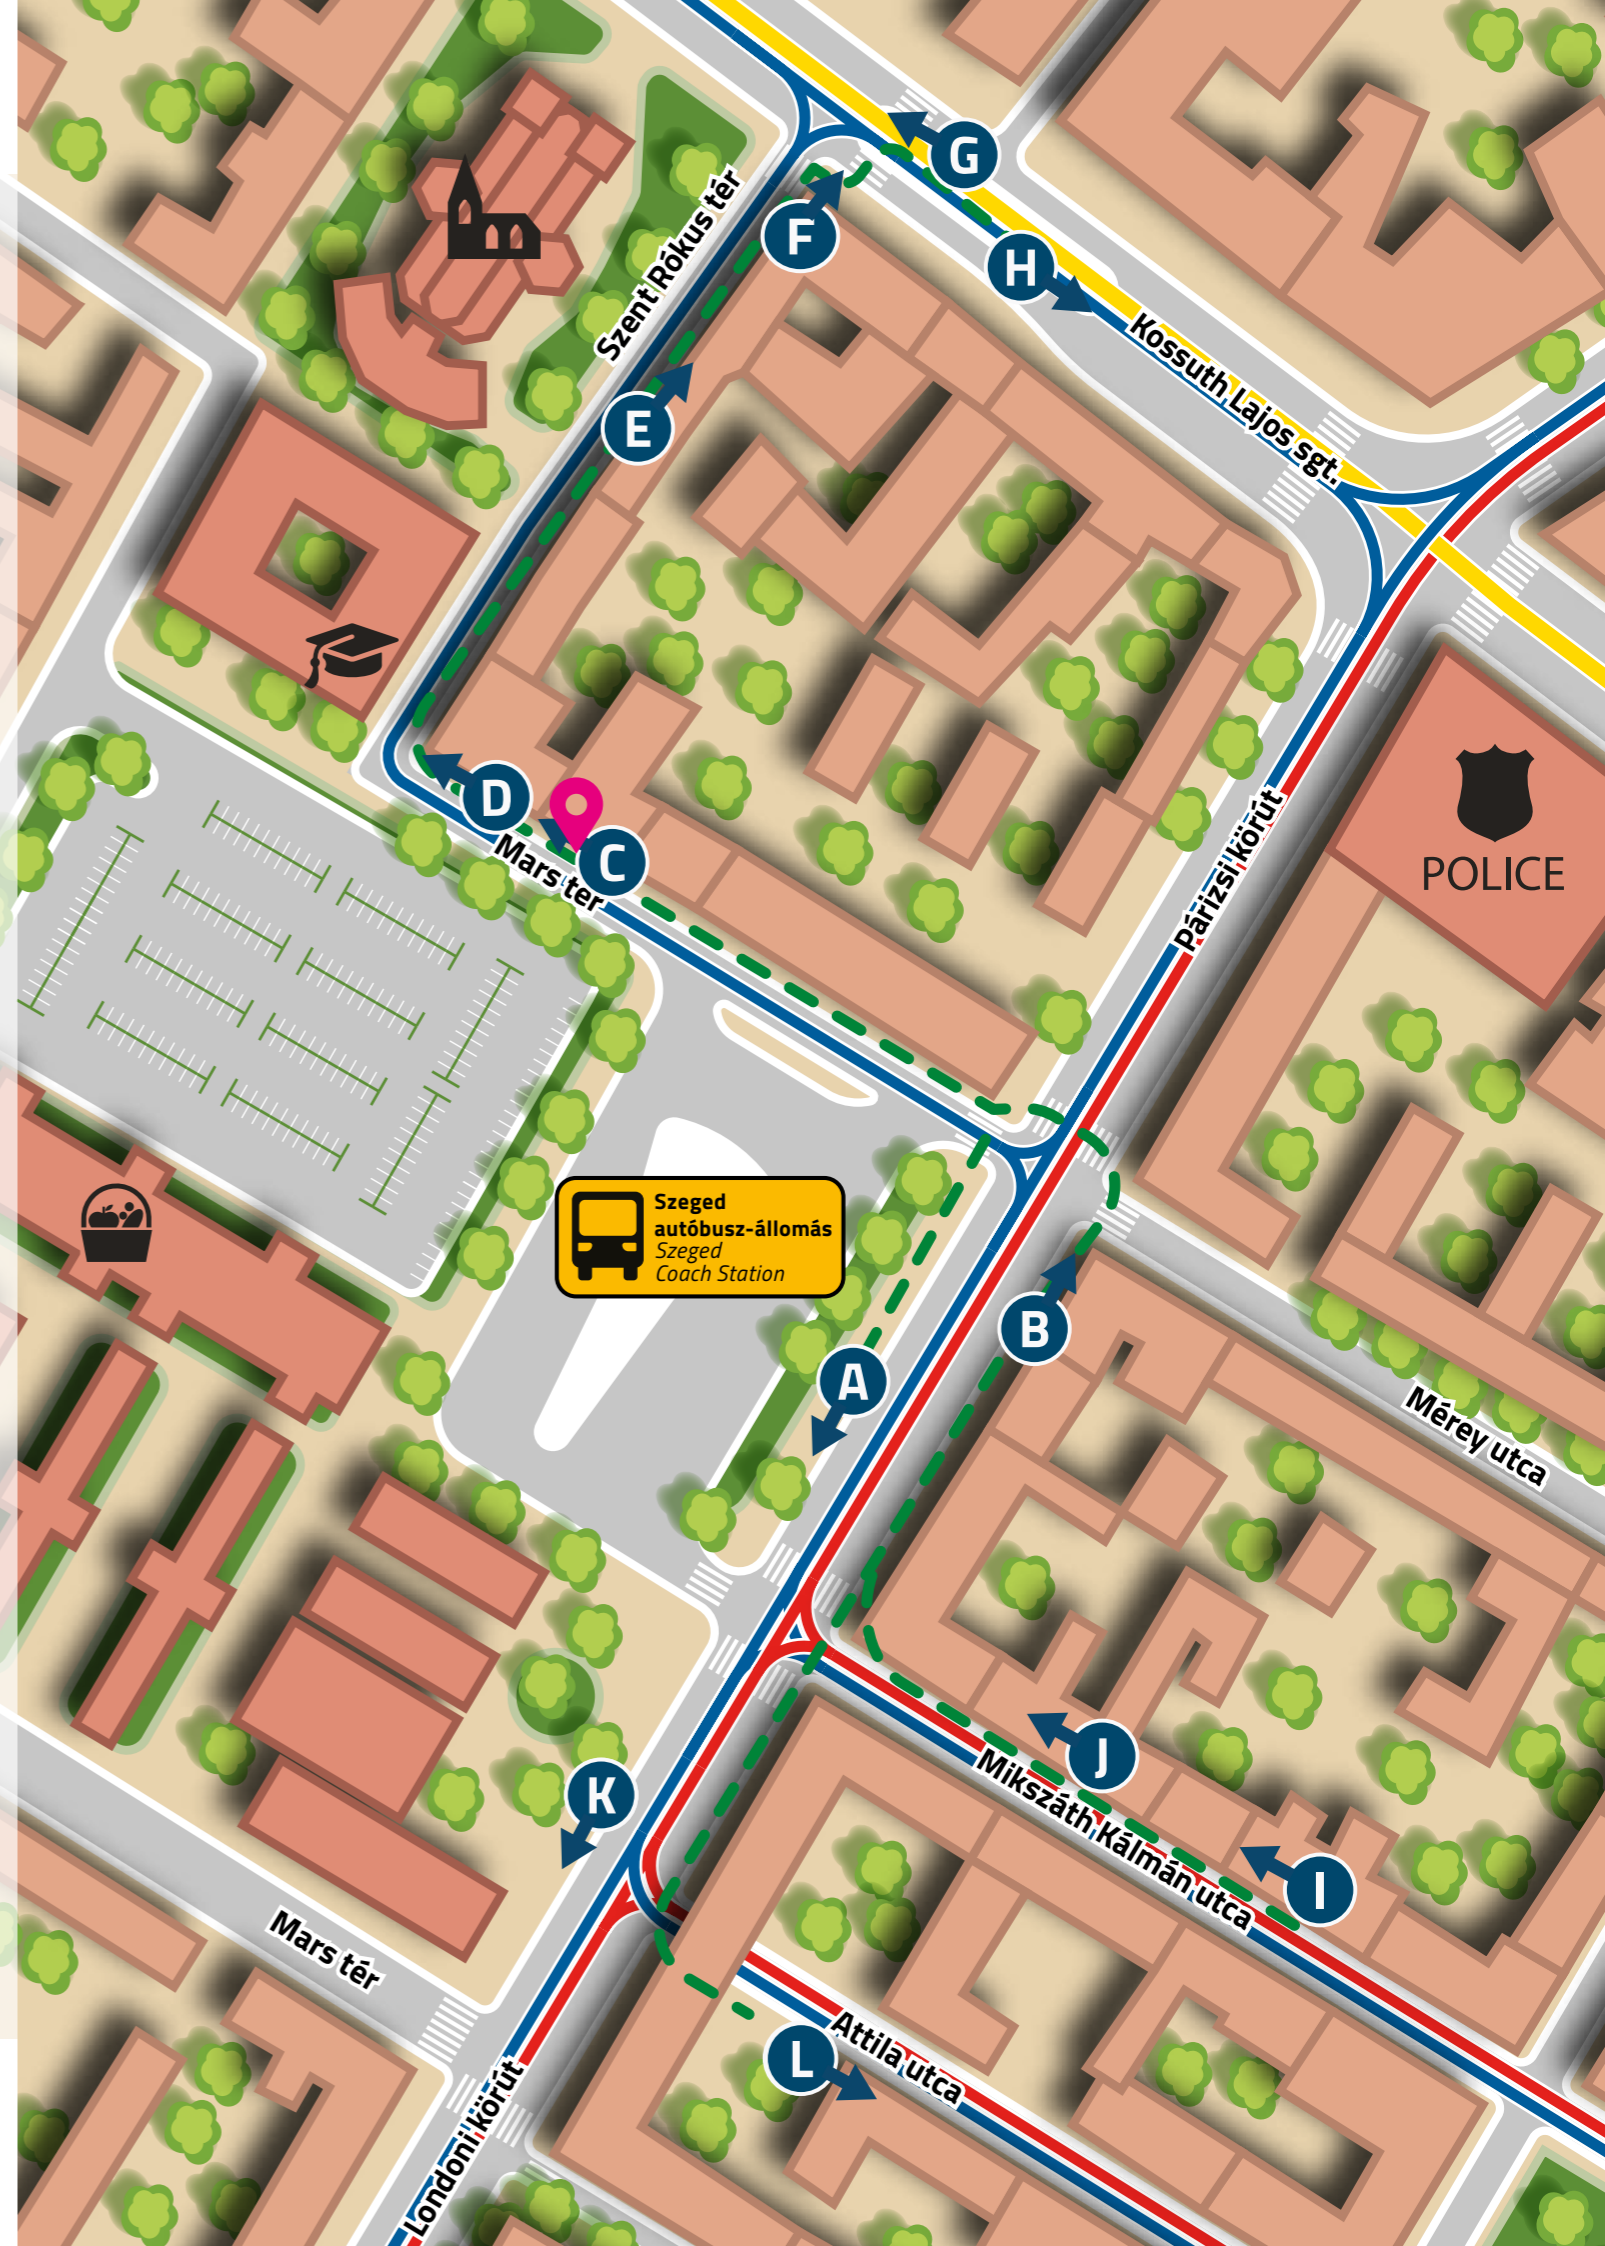 G
Szent Rókus tér
F
H
Kossuth Lajos sgt.
E
D
C
Mars tér
POLICE
Párizsi körút
Szeged
autóbusz-állomás
Szeged
Coach Station
B
A
Mérey utca
J
Mikszáth Kálmán utca
K
I
Mars tér
L
Attila utca
Londoni körút